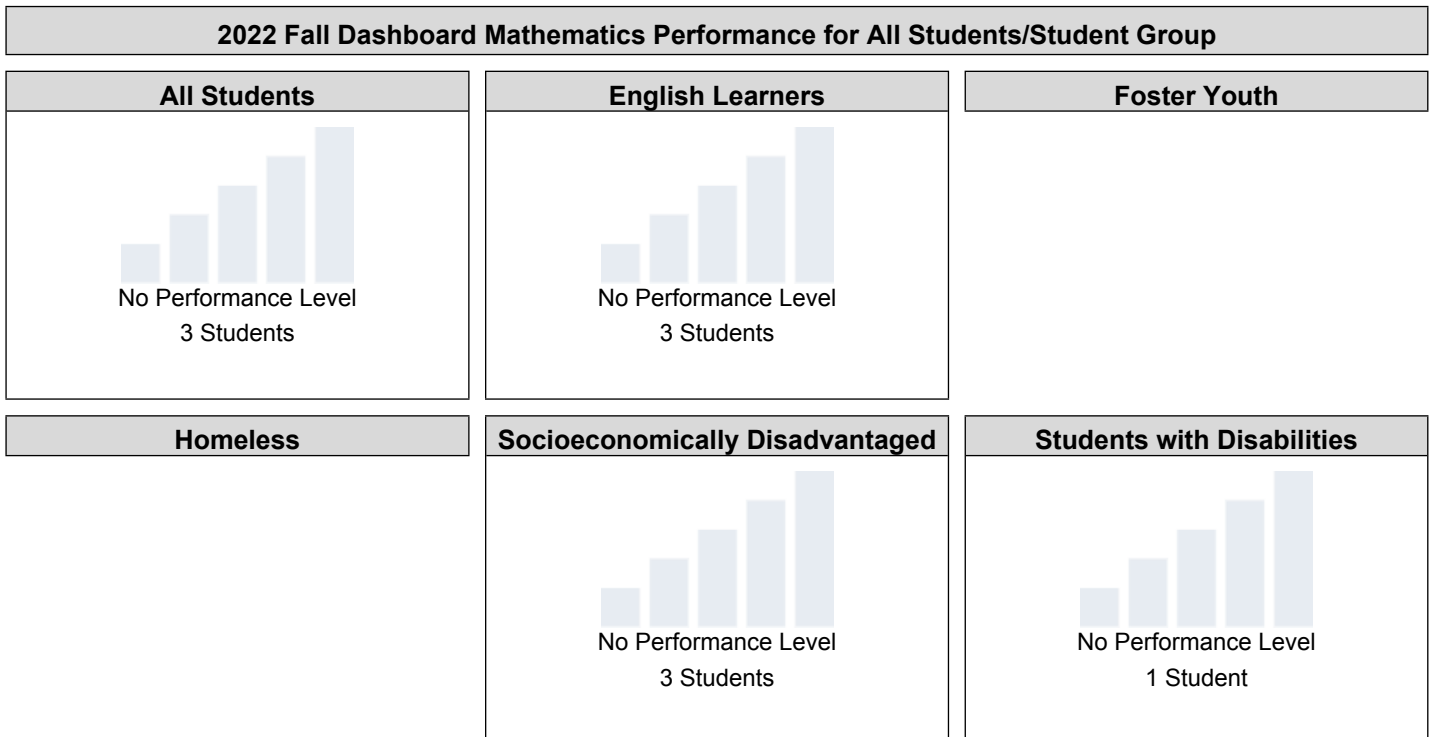 2022 Fall Dashboard Mathematics Performance for All Students/Student Group
All Students
No Performance Level
3 Students
English Learners
No Performance Level
3 Students
Foster Youth
Homeless
Socioeconomically Disadvantaged
No Performance Level
3 Students
Students with Disabilities
No Performance Level
1 Student